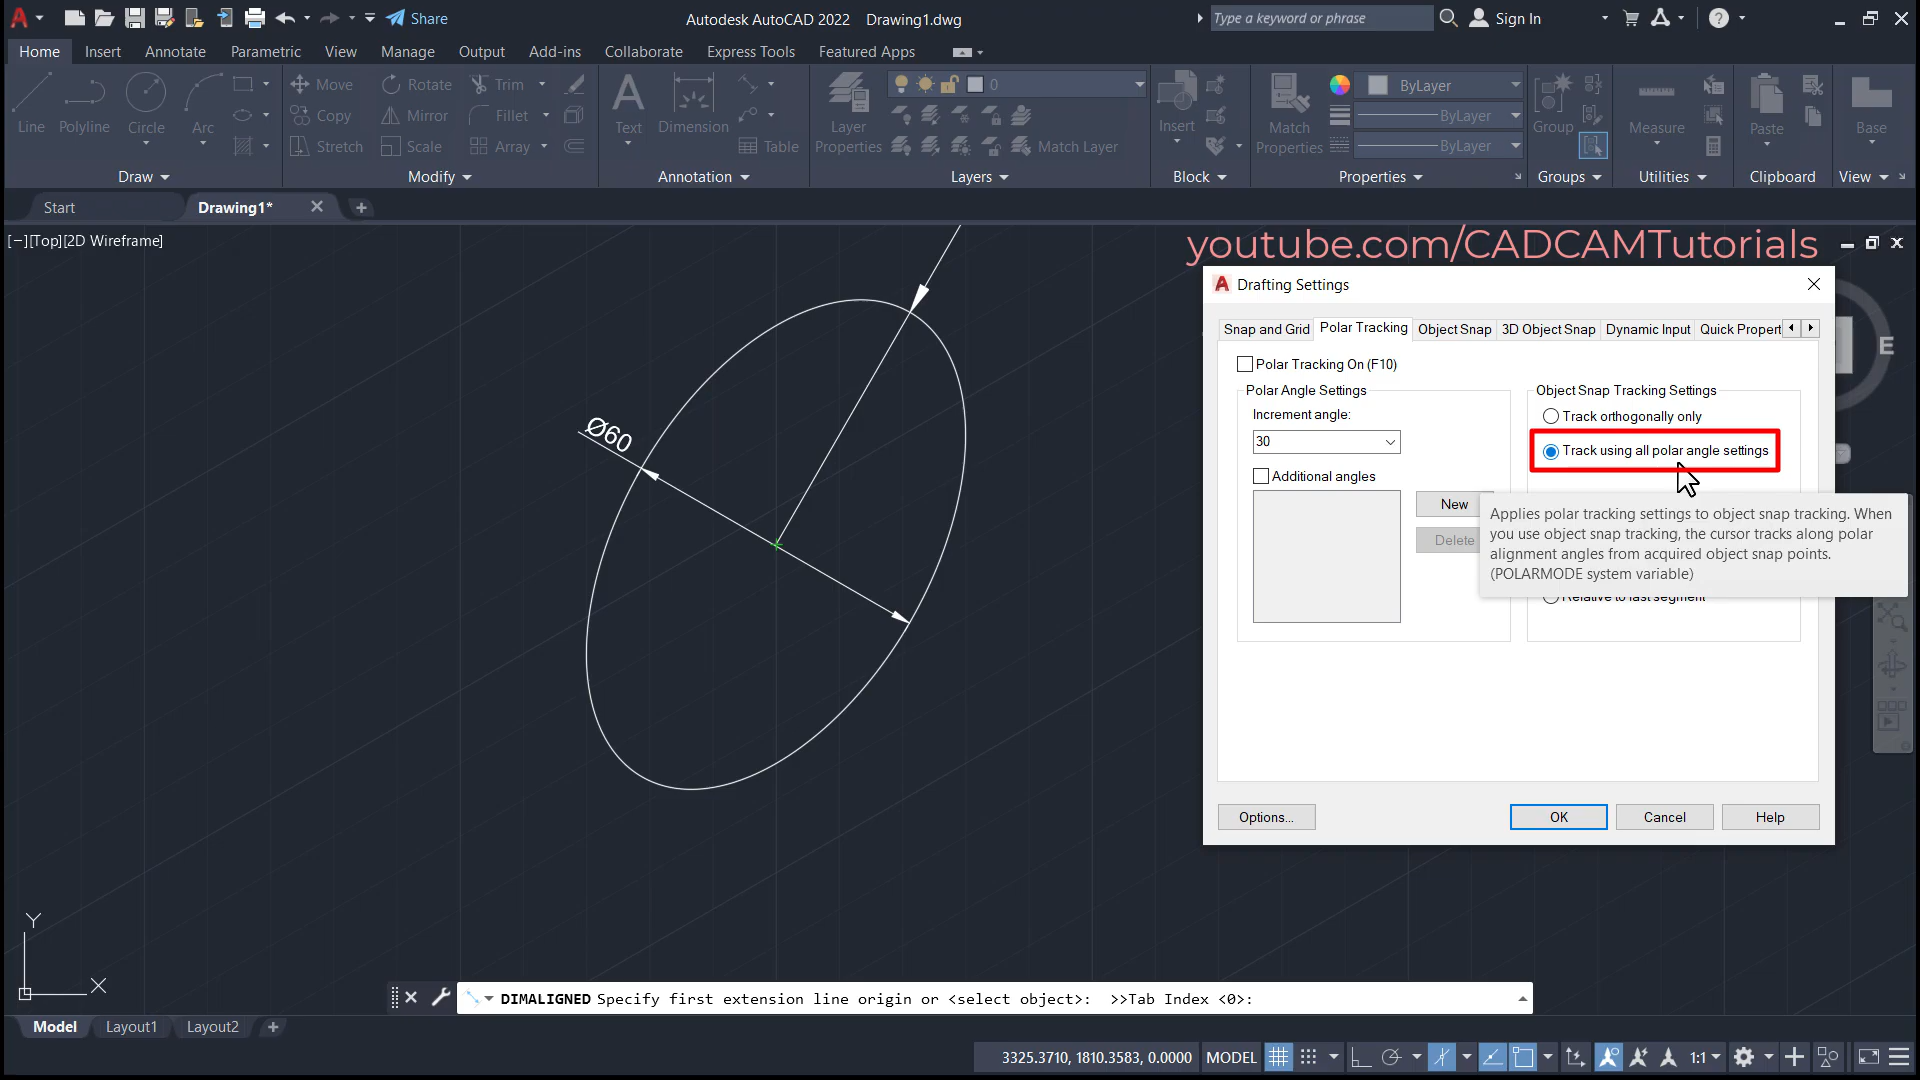 Share
Autodesk AutoCAD 2022 Drawing1.dwg
Type a keyword or phrase
Sign In
Home Insert Annotate Parametric View Manage Output Add-ins Collaborate Express Tools Featured Apps
Line Polyline Circle Arc
Draw
Move Rotate Trim
Copy Mirror Fillet
Stretch Scale Array
Modify
Text Dimension
Table
Annotation
Layer Properties
0
Match Layer
Layers
Insert
Block
Match Properties
ByLayer
ByLayer
ByLayer
Properties
Group
Groups
Measure
Utilities
Paste
Clipboard
Base
View
Start Drawing1*
[−][Top][2D Wireframe]
youtube.com/CADCAMTutorials
E
Ø60
Drafting Settings
Snap and Grid Polar Tracking Object Snap 3D Object Snap Dynamic Input Quick Propert
Polar Tracking On (F10)
Polar Angle Settings
Increment angle:
30
Additional angles
New
Delete
Object Snap Tracking Settings
Track orthogonally only
Track using all polar angle settings
Applies polar tracking settings to object snap tracking. When
you use object snap tracking, the cursor tracks along polar
alignment angles from acquired object snap points.
(POLARMODE system variable)
Relative to last segment
Options... OK Cancel Help
Y
X
DIMALIGNED Specify first extension line origin or <select object>: >>Tab Index <0>:
Model Layout1 Layout2
3325.3710, 1810.3583, 0.0000 MODEL 1:1